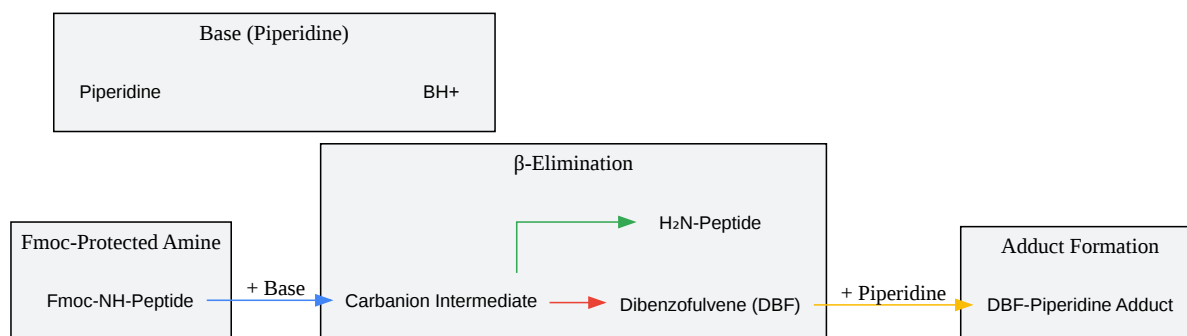 Base (Piperidine)
Piperidine
BH+
β-Elimination
H₂N-Peptide
Fmoc-Protected Amine
Adduct Formation
Fmoc-NH-Peptide
+ Base
Carbanion Intermediate
Dibenzofulvene (DBF)
+ Piperidine
DBF-Piperidine Adduct